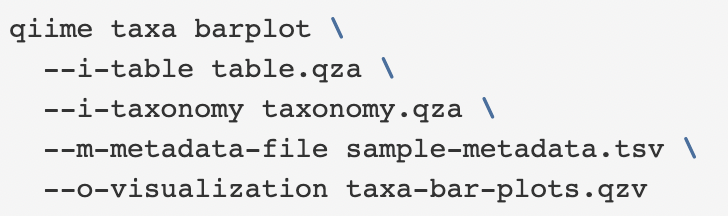 qiime taxa barplot \
  --i-table table.qza \
  --i-taxonomy taxonomy.qza \
  --m-metadata-file sample-metadata.tsv \
  --o-visualization taxa-bar-plots.qzv